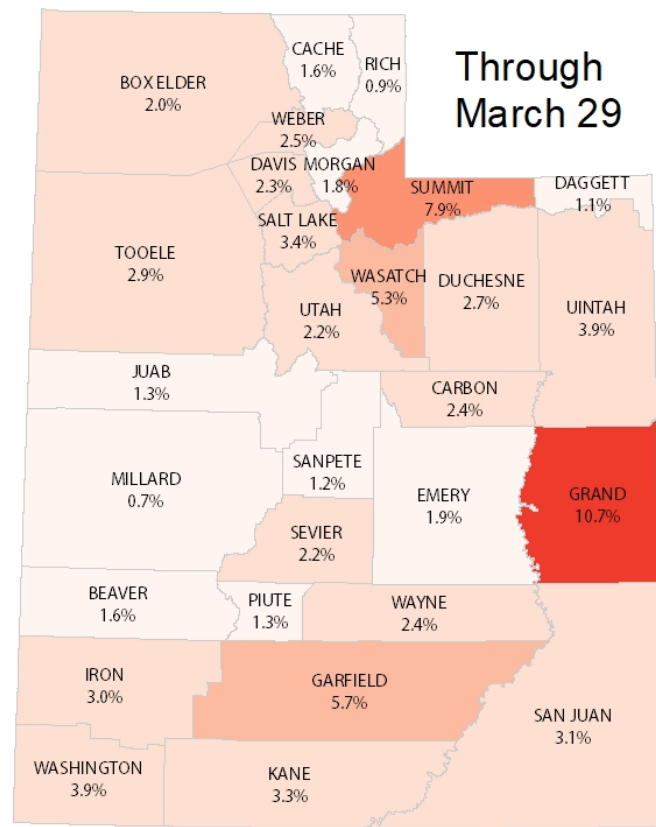 Through
March 29
CACHE
1.6%
RICH
0.9%
BOX ELDER
2.0%
WEBER
2.5%
DAVIS
2.3%
MORGAN
1.8%
SUMMIT
7.9%
DAGGETT
1.1%
SALT LAKE
3.4%
TOOELE
2.9%
WASATCH
5.3%
DUCHESNE
2.7%
UINTAH
3.9%
UTAH
2.2%
JUAB
1.3%
CARBON
2.4%
SANPETE
1.2%
MILLARD
0.7%
EMERY
1.9%
GRAND
10.7%
SEVIER
2.2%
BEAVER
1.6%
PIUTE
1.3%
WAYNE
2.4%
IRON
3.0%
GARFIELD
5.7%
SAN JUAN
3.1%
WASHINGTON
3.9%
KANE
3.3%